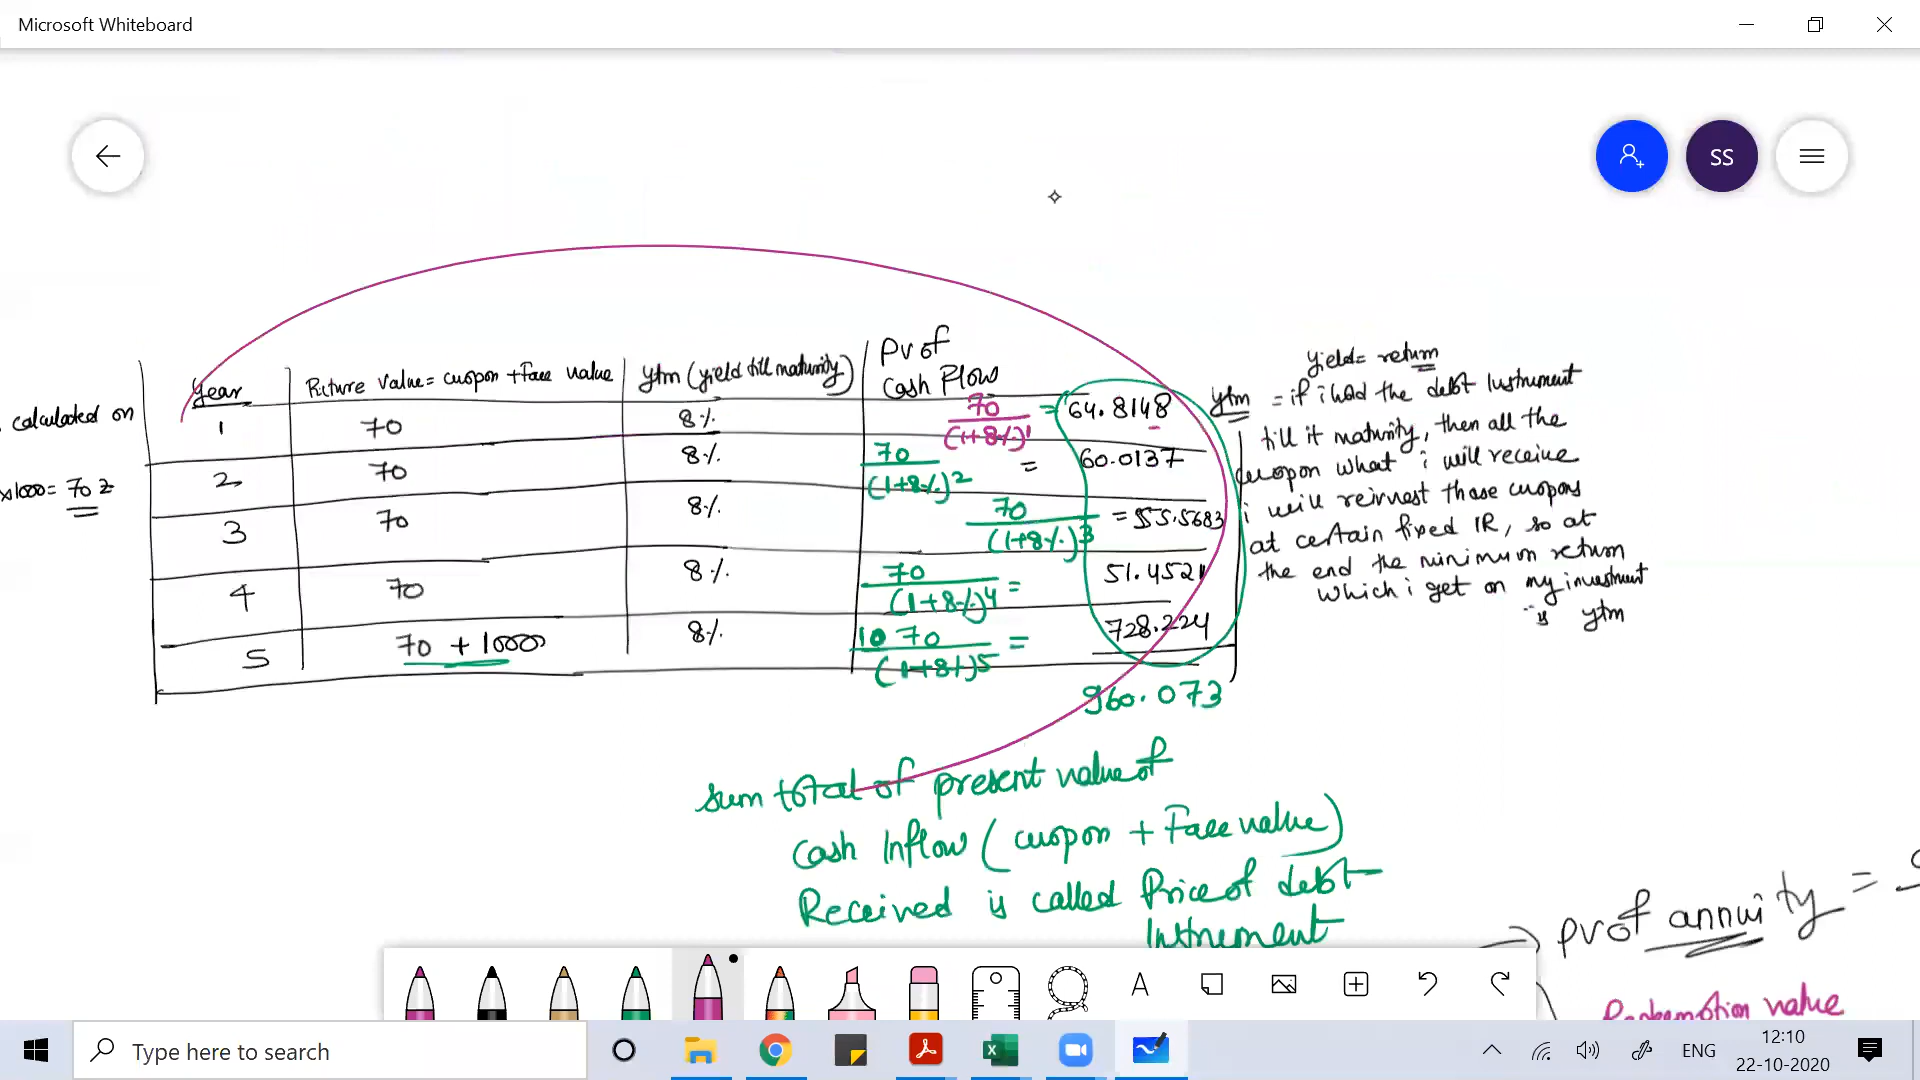 Microsoft Whiteboard
SS
calculated on
x1000 = 70
Year
Future Value = cuopon + Face value
ytm (yield till maturity)
Pv of
Cash Flow
1
70
8%
70
(1+8%)1
= 64.8148
2
70
8%
70
(1+8%)2
= 60.0137
3
70
8%
70
(1+8%)3
= 55.5683
4
70
8%
70
(1+8%)4
= 51.4521
5
70 + 1000
8%
1070
(1+8%)5
= 728.224
960.073
yield = return
ytm = if i hold the debt Instrument
till it maturity, then all the
cuopon what i will receive
i will reinvest those cuopons
at certain fixed IR, so at
the end the minimum return
which i get on my investment
is ytm
sum total of present value of
Cash Inflow (cuopon + Face value)
Received is called Price of debt
Instrument
pv of annuity =
Redemption value
A
Type here to search
ENG
12:10
22-10-2020